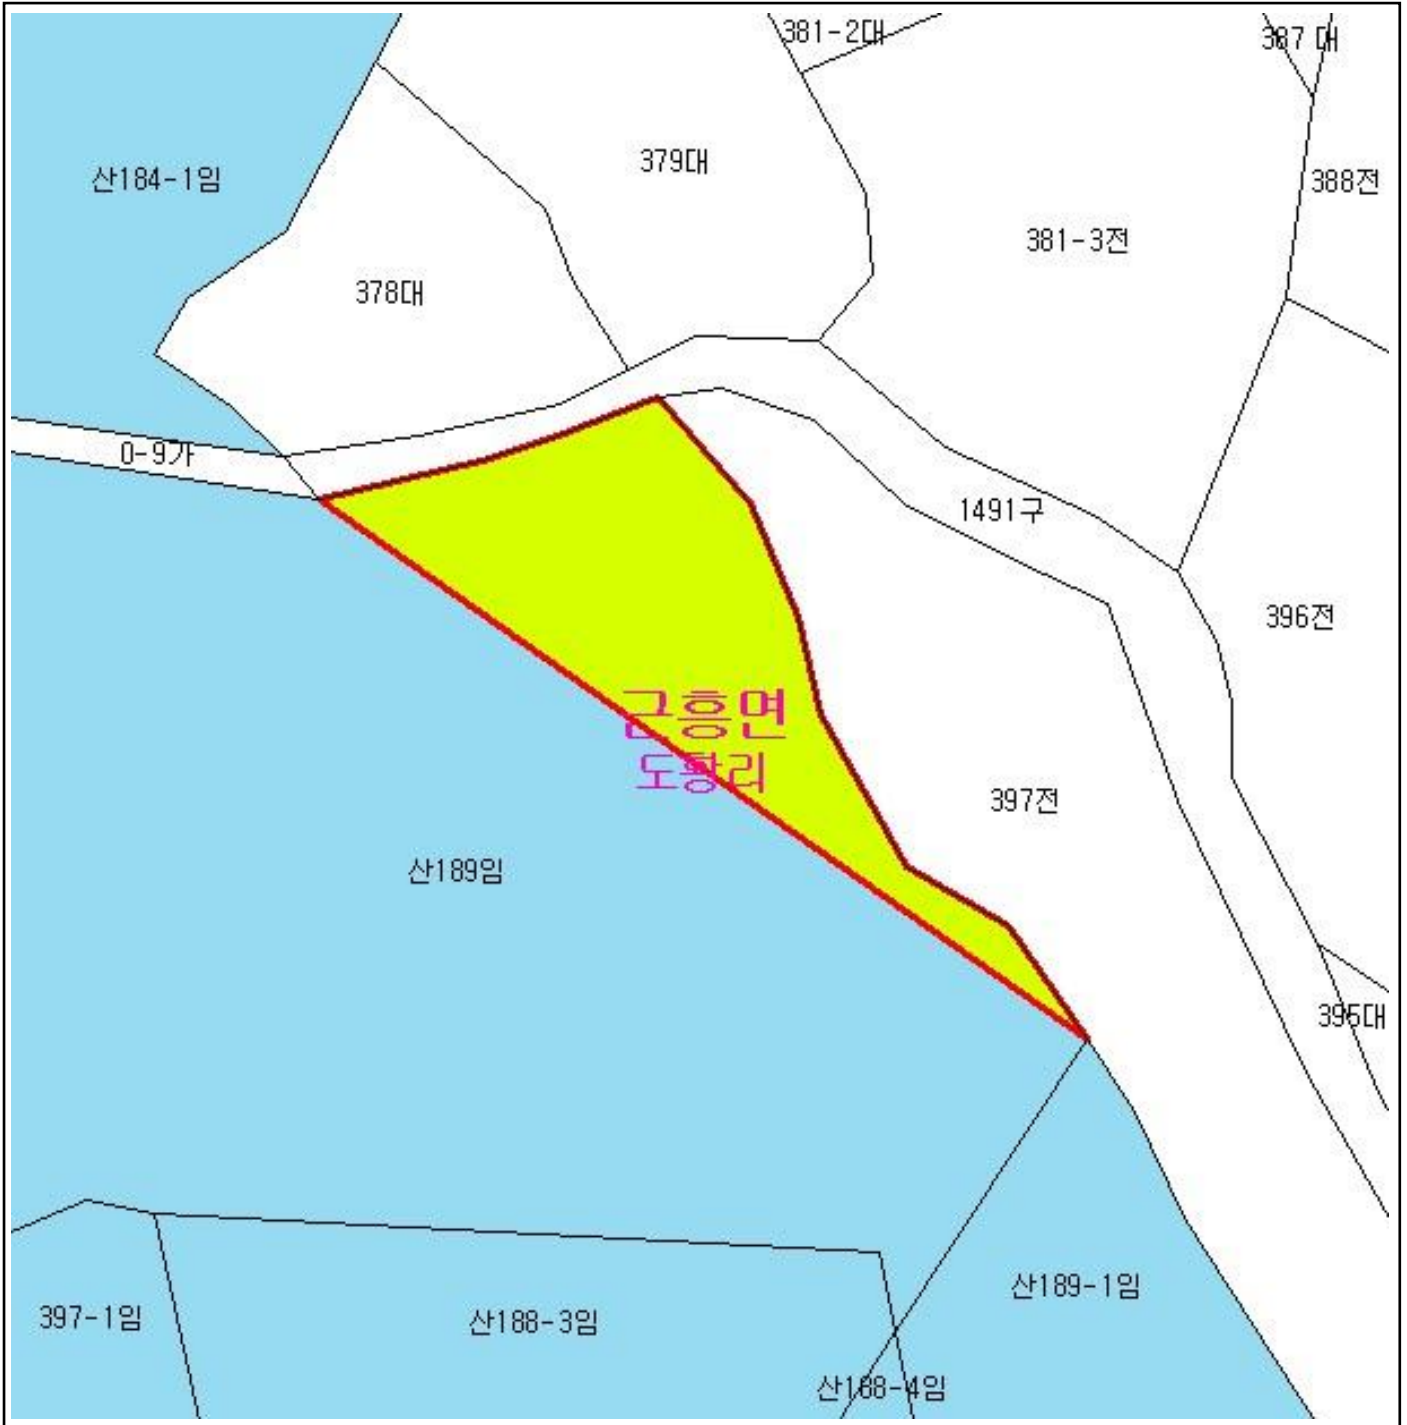 381-2대
387 대
379대
산184-1임
388전
381-3전
378대
0-9가
1491구
396전
근흥면
도황리
397전
산189임
395대
산189-1임
397-1임
산188-3임
산188-4임